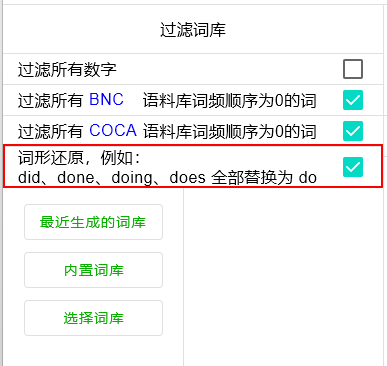 过滤词库
过滤所有数字
过滤所有 BNC 语料库词频顺序为0的词
过滤所有 COCA 语料库词频顺序为0的词
词形还原，例如：
did、done、doing、does 全部替换为 do
最近生成的词库
内置词库
选择词库